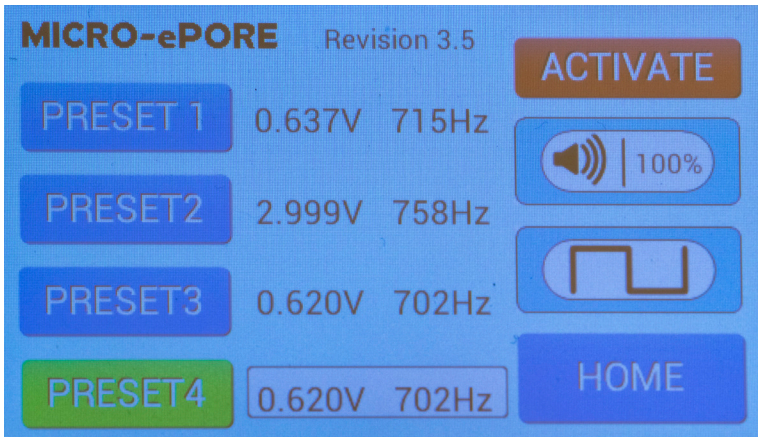 MICRO-ePORE Revision 3.5
ACTIVATE
PRESET 1 0.637V 715Hz
100%
PRESET2 2.999V 758Hz
PRESET3 0.620V 702Hz
HOME
PRESET4 0.620V 702Hz